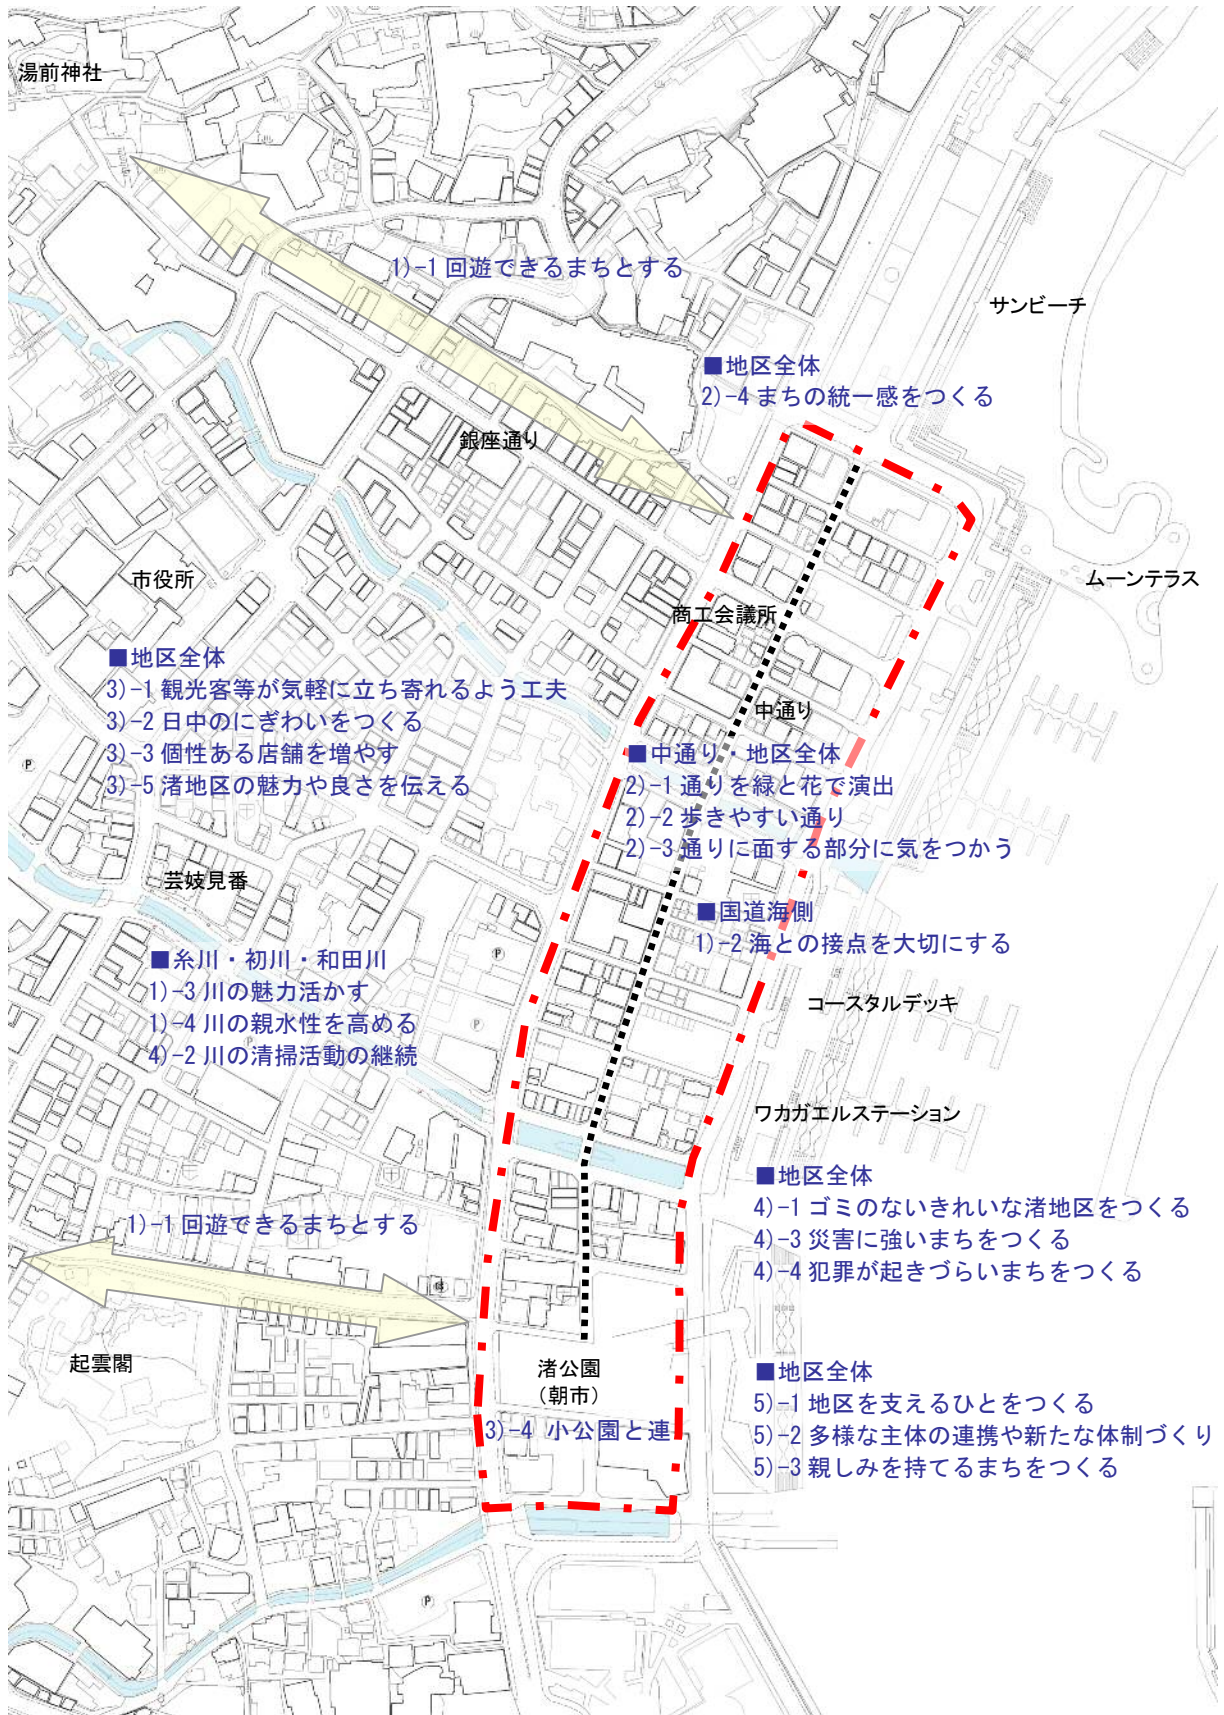 湯前神社
1)-1 回遊できるまちとする
サンビーチ
■地区全体
2)-4 まちの統一感をつくる
銀座通り
市役所
ムーンテラス
商工会議所
■地区全体
3)-1 観光客等が気軽に立ち寄れるよう工夫
3)-2 日中のにぎわいをつくる
3)-3 個性ある店舗を増やす
3)-5 渚地区の魅力や良さを伝える
中通り
■中通り・地区全体
2)-1 通りを緑と花で演出
2)-2 歩きやすい通り
2)-3 通りに面する部分に気をつかう
P
芸妓見番
■国道海側
1)-2 海との接点を大切にする
P
■糸川・初川・和田川
1)-3 川の魅力活かす
1)-4 川の親水性を高める
4)-2 川の清掃活動の継続
コースタルデッキ
P
ワカガエルステーション
■地区全体
4)-1 ゴミのないきれいな渚地区をつくる
4)-3 災害に強いまちをつくる
4)-4 犯罪が起きづらいまちをつくる
1)-1 回遊できるまちとする
起雲閣
渚公園
（朝市）
3)-4 小公園と連
■地区全体
5)-1 地区を支えるひとをつくる
5)-2 多様な主体の連携や新たな体制づくり
5)-3 親しみを持てるまちをつくる
P